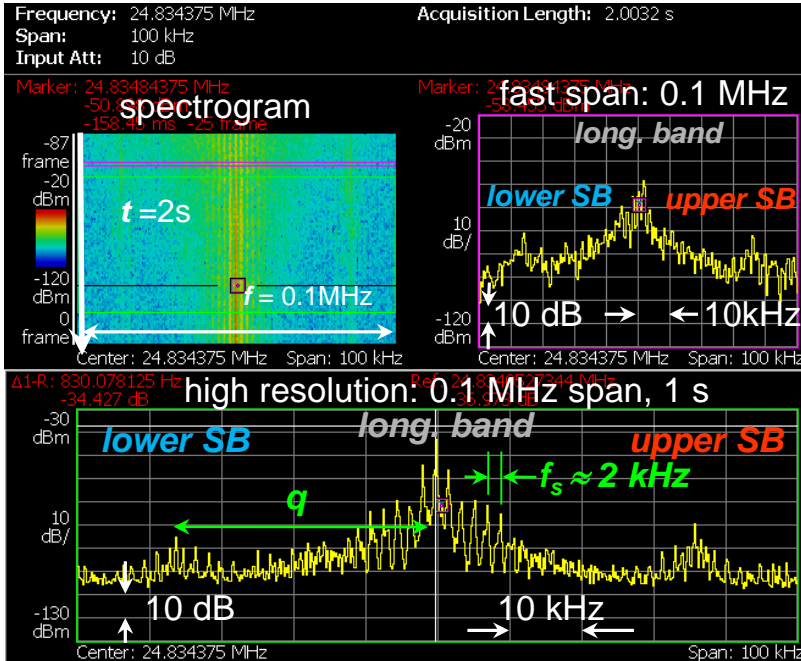 Frequency: 24.834375 MHz
Span: 100 kHz
Input Att: 10 dB
Acquisition Length: 2.0032 s
Marker: 24.83484375 MHz
-158.45 ms -25 frame
spectrogram
-87
frame
-20
dBm
-120
dBm
0
frame
t =2s
f = 0.1MHz
Center: 24.834375 MHz Span: 100 kHz
fast span: 0.1 MHz
-20
dBm
long. band
lower SB
upper SB
10
dB/
10 dB
10kHz
-120
dBm
Center: 24.834375 MHz Span: 100 kHz
Δ1-R: 830.078125 Hz
-34.427 dB
high resolution: 0.1 MHz span, 1 s
-30
dBm
long. band
lower SB
upper SB
fs ≈ 2 kHz
q
10
dB/
10 dB
10 kHz
-130
dBm
Center: 24.834375 MHz
Span: 100 kHz